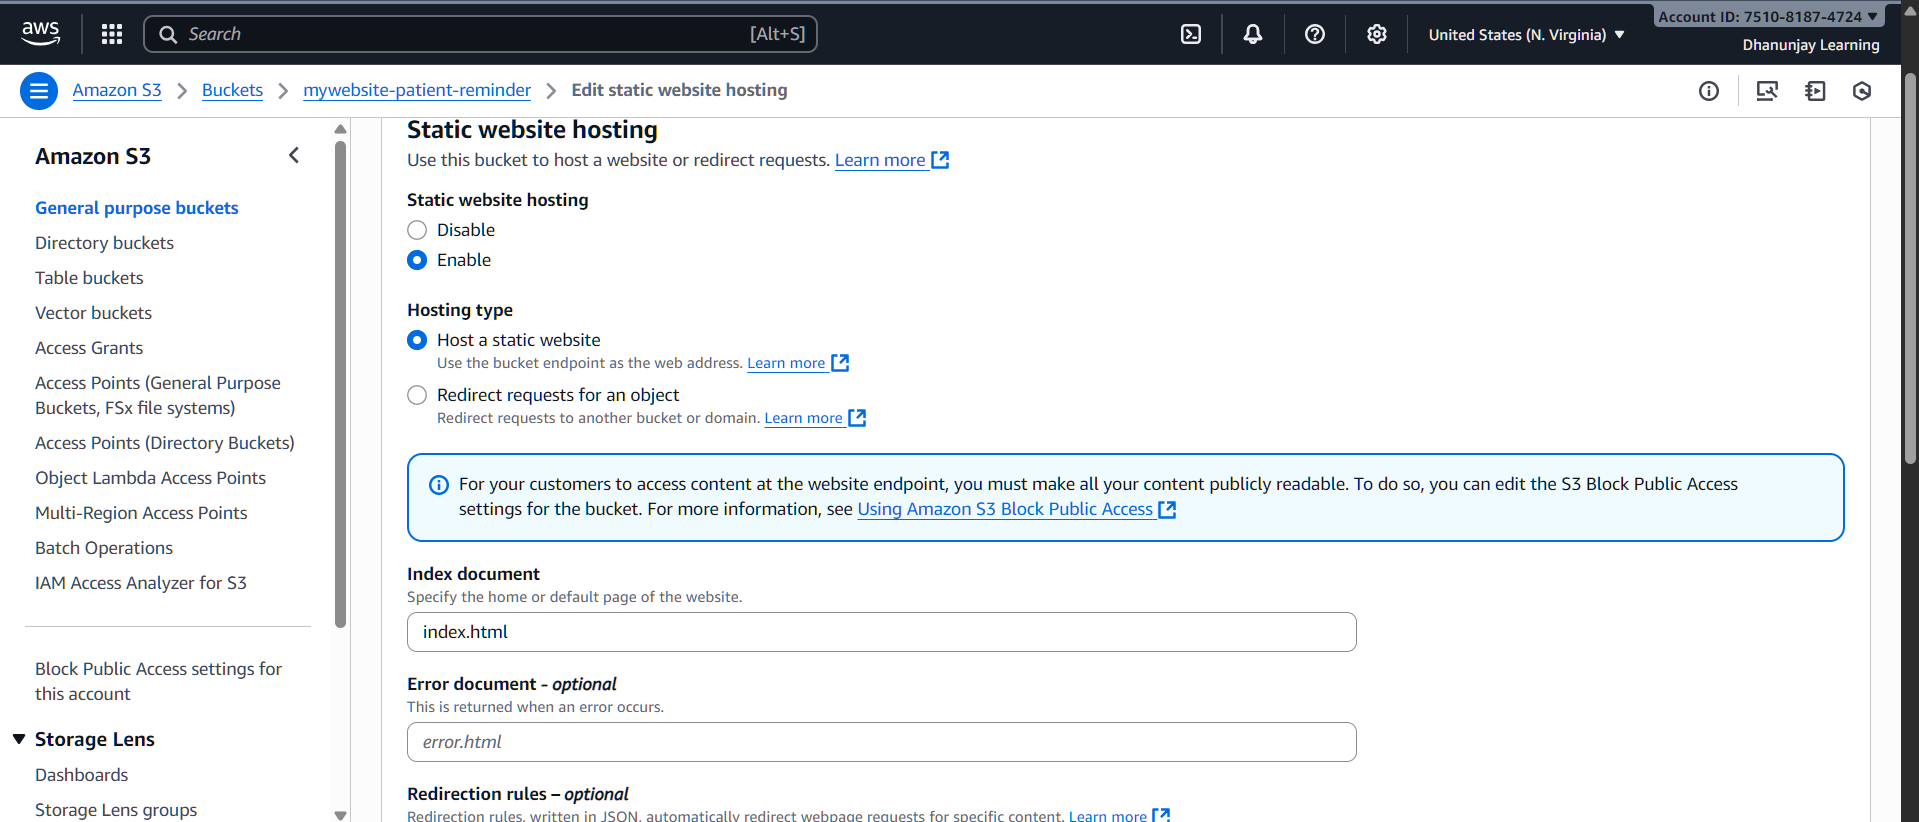 aws
Search [Alt+S]
United States (N. Virginia)
Account ID: 7510-8187-4724
Dhanunjay Learning
Amazon S3
Buckets
mywebsite-patient-reminder
Edit static website hosting
Amazon S3
General purpose buckets
Directory buckets
Table buckets
Vector buckets
Access Grants
Access Points (General Purpose
Buckets, FSx file systems)
Access Points (Directory Buckets)
Object Lambda Access Points
Multi-Region Access Points
Batch Operations
IAM Access Analyzer for S3
Block Public Access settings for
this account
Storage Lens
Dashboards
Storage Lens groups
Static website hosting
Use this bucket to host a website or redirect requests. Learn more
Static website hosting
Disable
Enable
Hosting type
Host a static website
Use the bucket endpoint as the web address. Learn more
Redirect requests for an object
Redirect requests to another bucket or domain. Learn more
For your customers to access content at the website endpoint, you must make all your content publicly readable. To do so, you can edit the S3 Block Public Access
settings for the bucket. For more information, see Using Amazon S3 Block Public Access
Index document
Specify the home or default page of the website.
index.html
Error document - optional
This is returned when an error occurs.
error.html
Redirection rules – optional
Redirection rules, written in JSON, automatically redirect webpage requests for specific content. Learn more